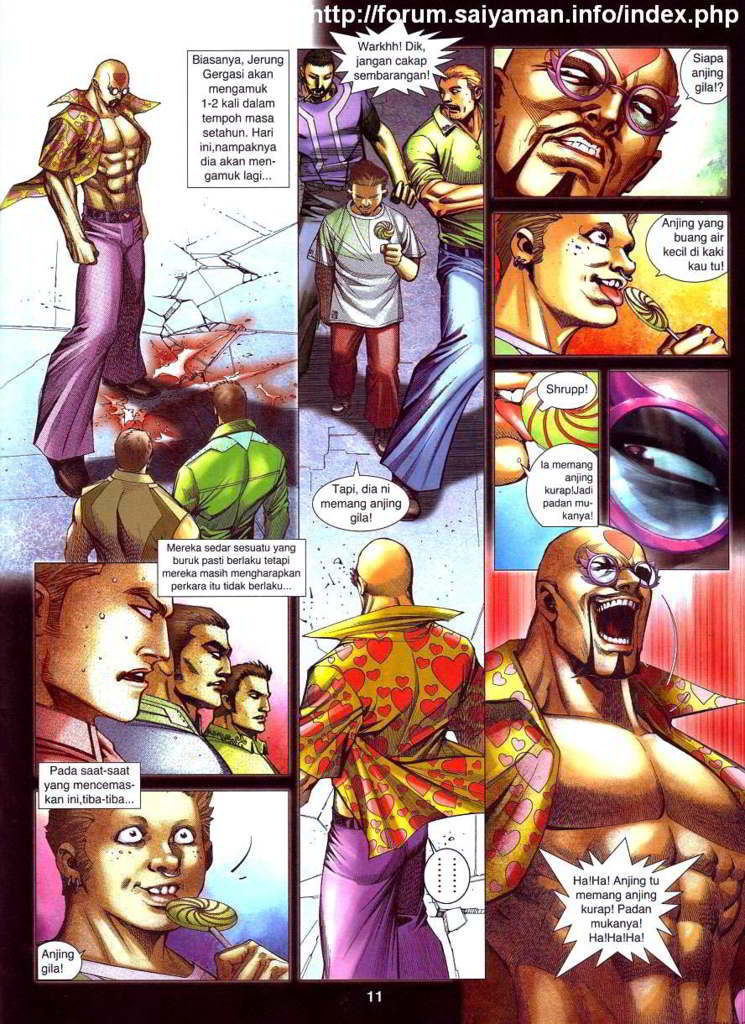 http://forum.saiyaman.info/index.php
Biasanya, Jerung
Gergasi akan
mengamuk
1-2 kali dalam
tempoh masa
setahun. Hari
ini,nampaknya
dia akan men-
gamuk lagi...
Mereka sedar sesuatu yang
buruk pasti berlaku tetapi
mereka masih mengharapkan
perkara itu tidak berlaku...
Pada saat-saat
yang mencemas-
kan ini,tiba-tiba...
Anjing
gila!
Warkhh! Dik,
jangan cakap
sembarangan!
Tapi, dia ni
memang anjing
gila!
......
Siapa
anjing
gila!?
Anjing yang
buang air
kecil di kaki
kau tu!
Shrupp!
Ia memang
anjing
kurap!Jadi
padan mu-
kanya!
Ha!Ha! Anjing tu
memang anjing
kurap! Padan
mukanya!
Ha!Ha!Ha!
11